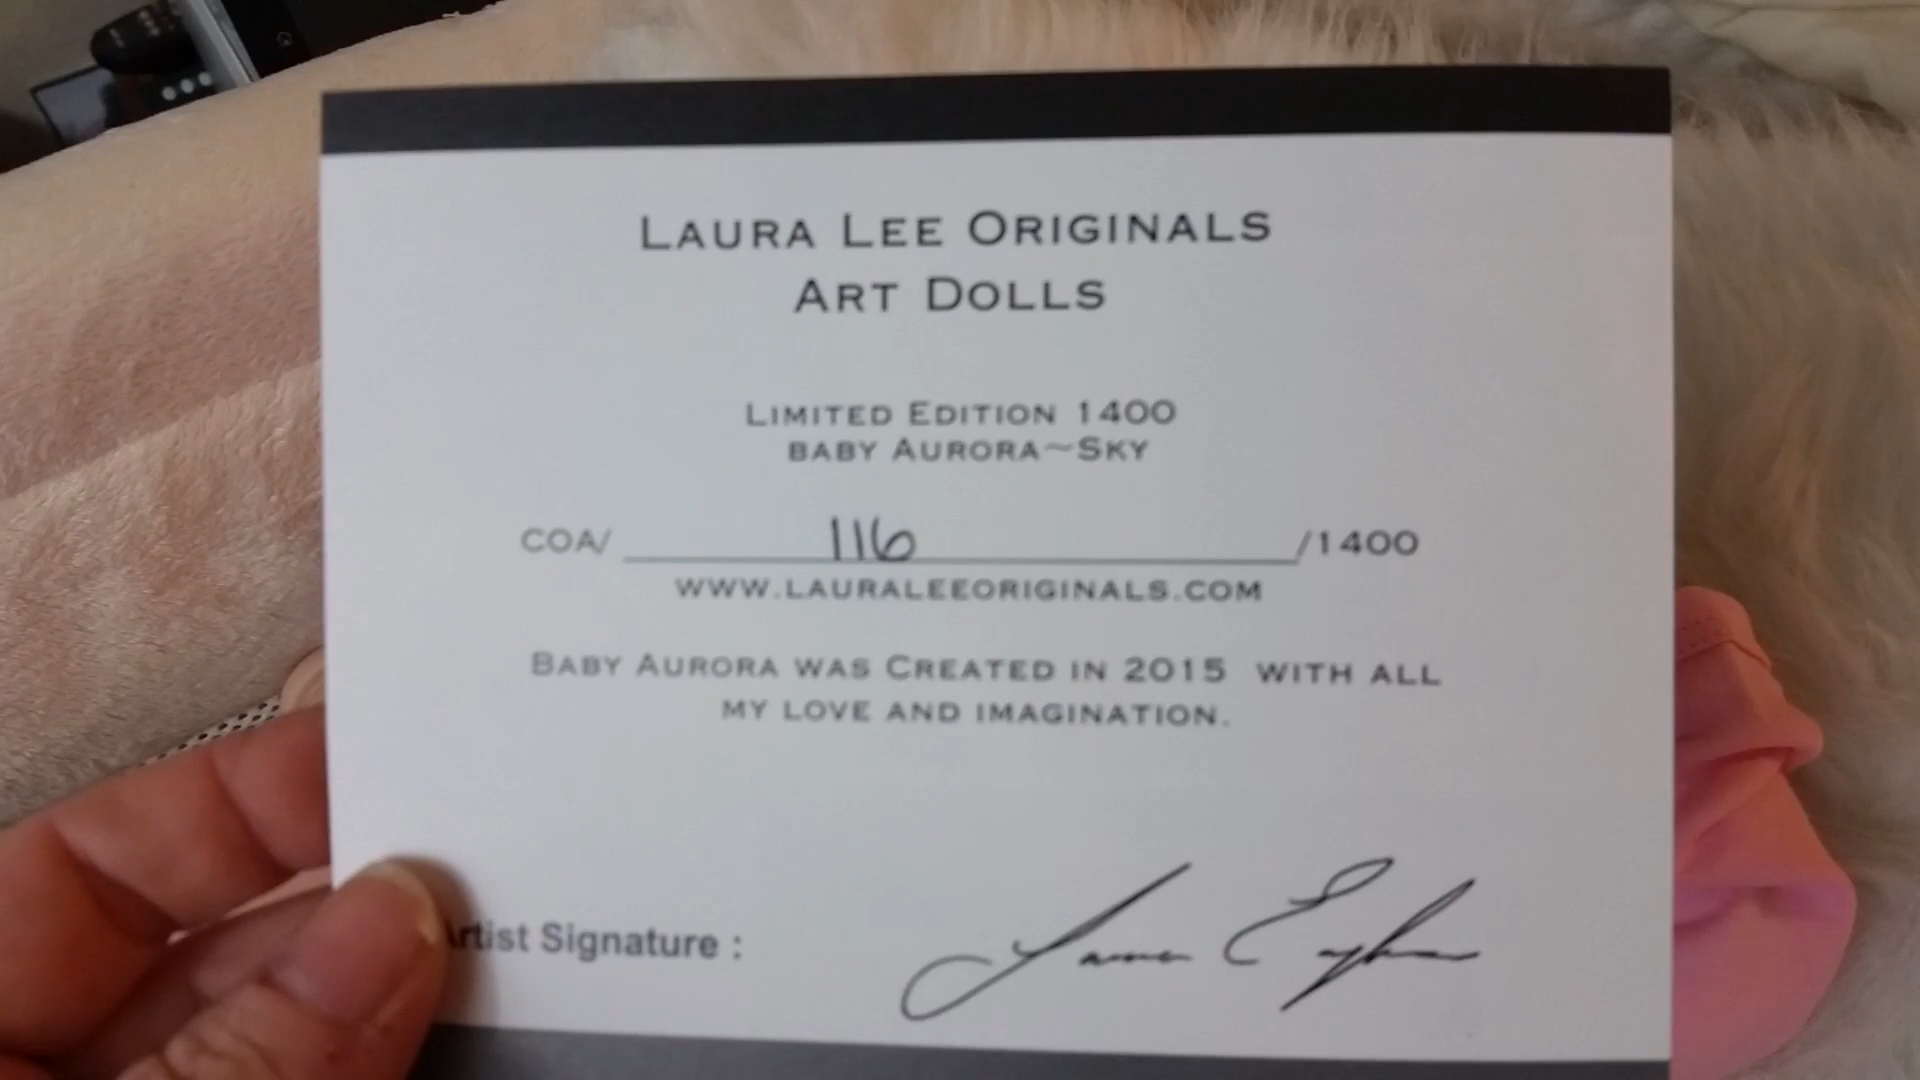 LAURA LEE ORIGINALS
ART DOLLS
LIMITED EDITION 1400
BABY AURORA~SKY
COA/ 116 /1400
WWW.LAURALEEORIGINALS.COM
BABY AURORA WAS CREATED IN 2015 WITH ALL
MY LOVE AND IMAGINATION.
Artist Signature :